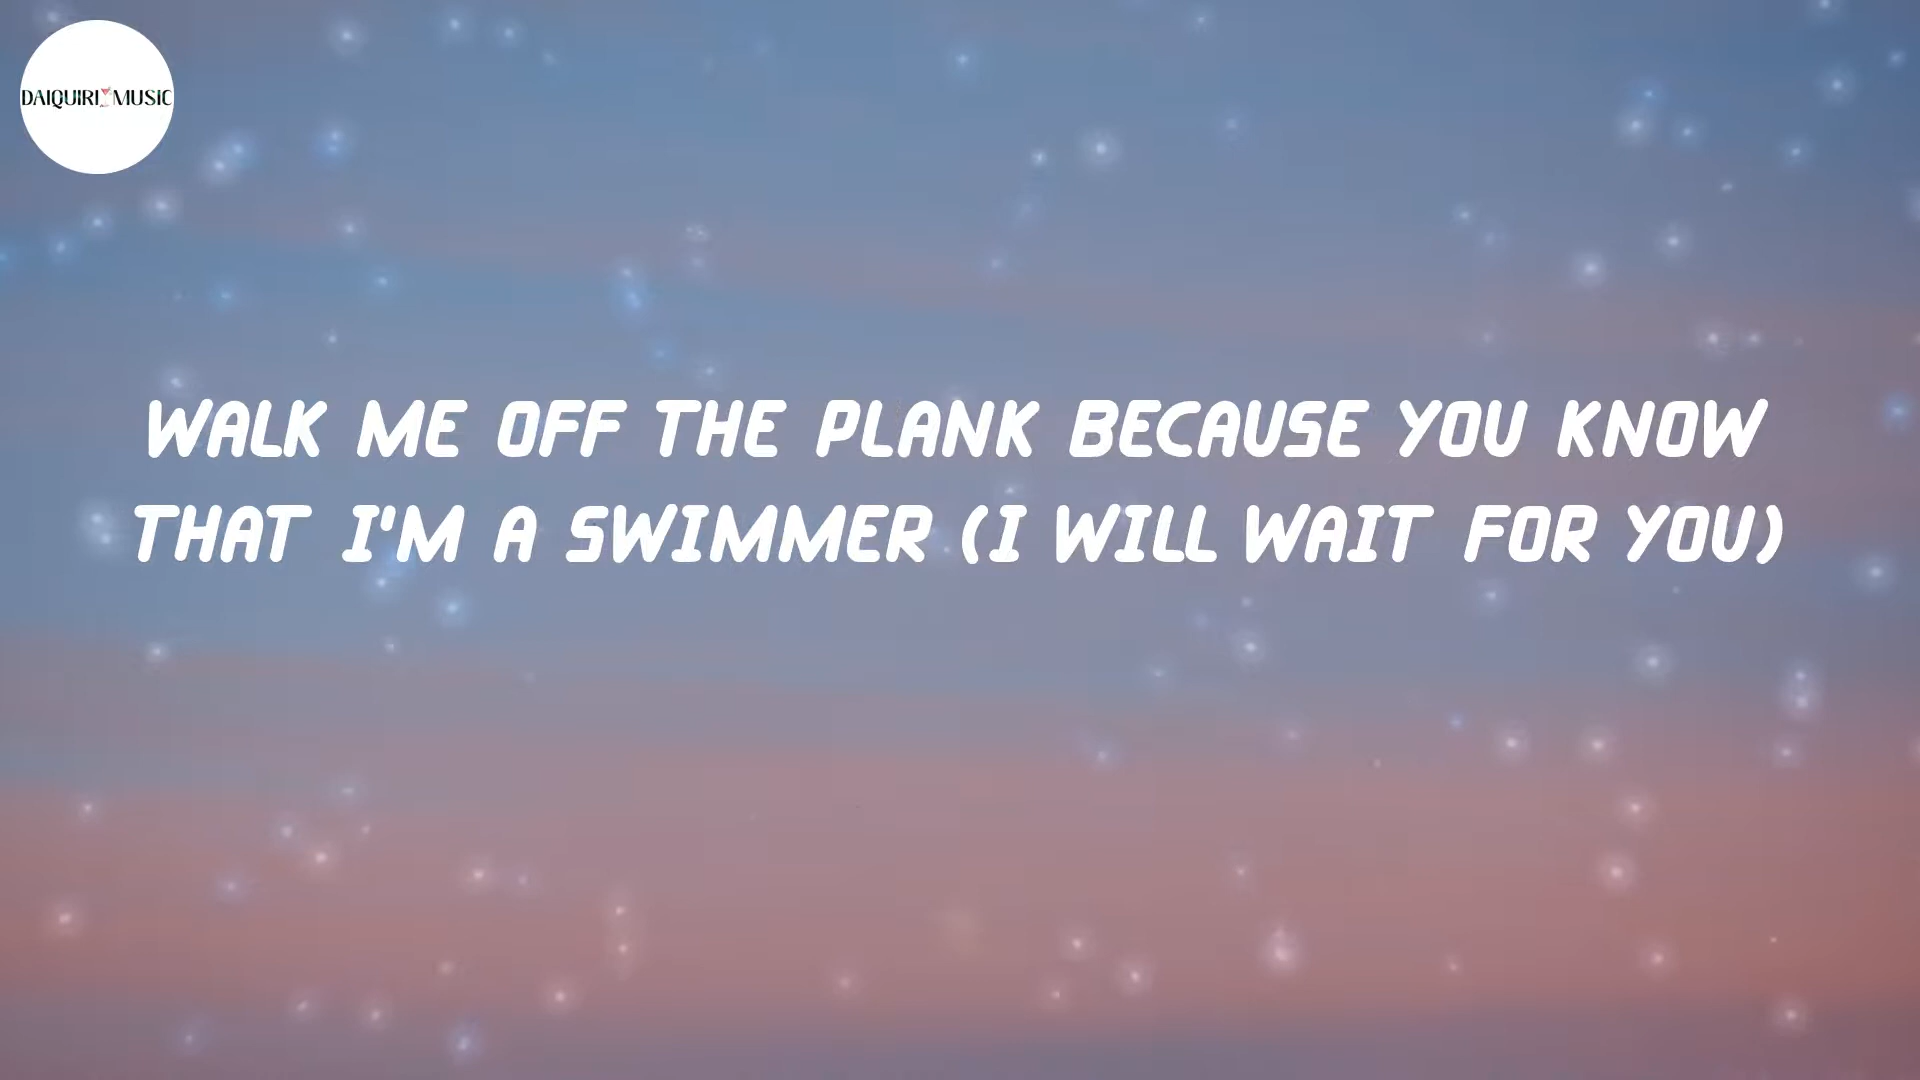 DAIQUIRI MUSIC
WALK ME OFF THE PLANK BECAUSE YOU KNOW
THAT I'M A SWIMMER (I WILL WAIT FOR YOU)